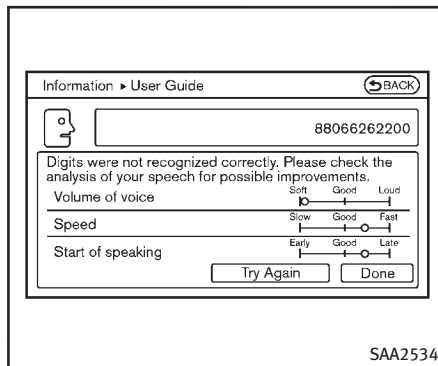 Information ▸ User Guide
BACK
88066262200
Digits were not recognized correctly. Please check the
analysis of your speech for possible improvements.
Volume of voice Soft Good Loud
Speed Slow Good Fast
Start of speaking Early Good Late
Try Again Done
SAA2534